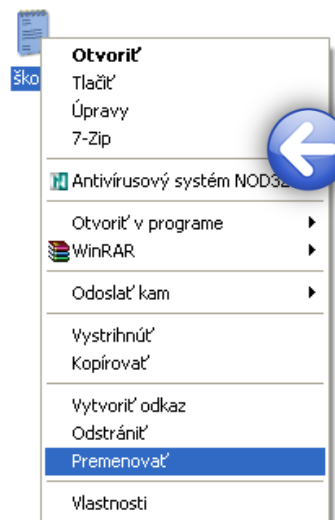 Otvoriť
ško
Tlačiť
Úpravy
7-Zip
Antivírusový systém NOD32
Otvoriť v programe
WinRAR
Odoslať kam
Vystrihnúť
Kopírovať
Vytvoriť odkaz
Odstrániť
Premenovať
Vlastnosti